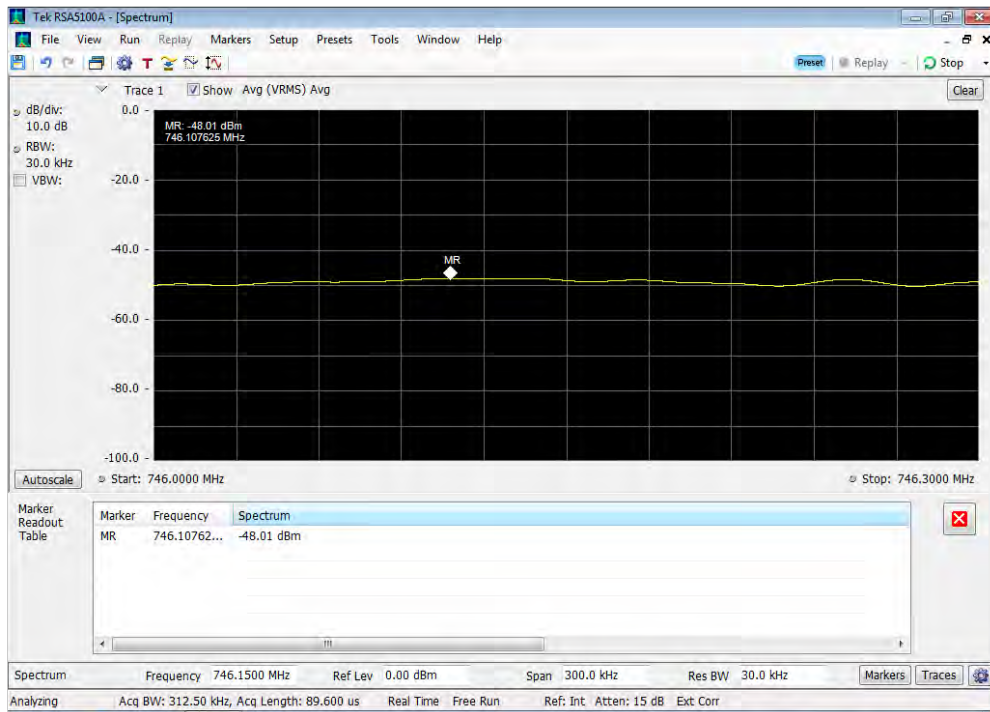 Tek RSA5100A - [Spectrum]
File View Run Replay Markers Setup Presets Tools Window Help
Preset Replay Stop
Trace 1 Show Avg (VRMS) Avg Clear
dB/div:
10.0 dB
RBW:
30.0 kHz
VBW:
0.0
-20.0
-40.0
-60.0
-80.0
-100.0
MR: -48.01 dBm
746.107625 MHz
MR
Autoscale Start: 746.0000 MHz Stop: 746.3000 MHz
Marker
Readout
Table
Marker Frequency Spectrum
MR 746.10762... -48.01 dBm
Spectrum Frequency 746.1500 MHz Ref Lev 0.00 dBm Span 300.0 kHz Res BW 30.0 kHz Markers Traces
Analyzing Acq BW: 312.50 kHz, Acq Length: 89.600 us Real Time Free Run Ref: Int Atten: 15 dB Ext Corr